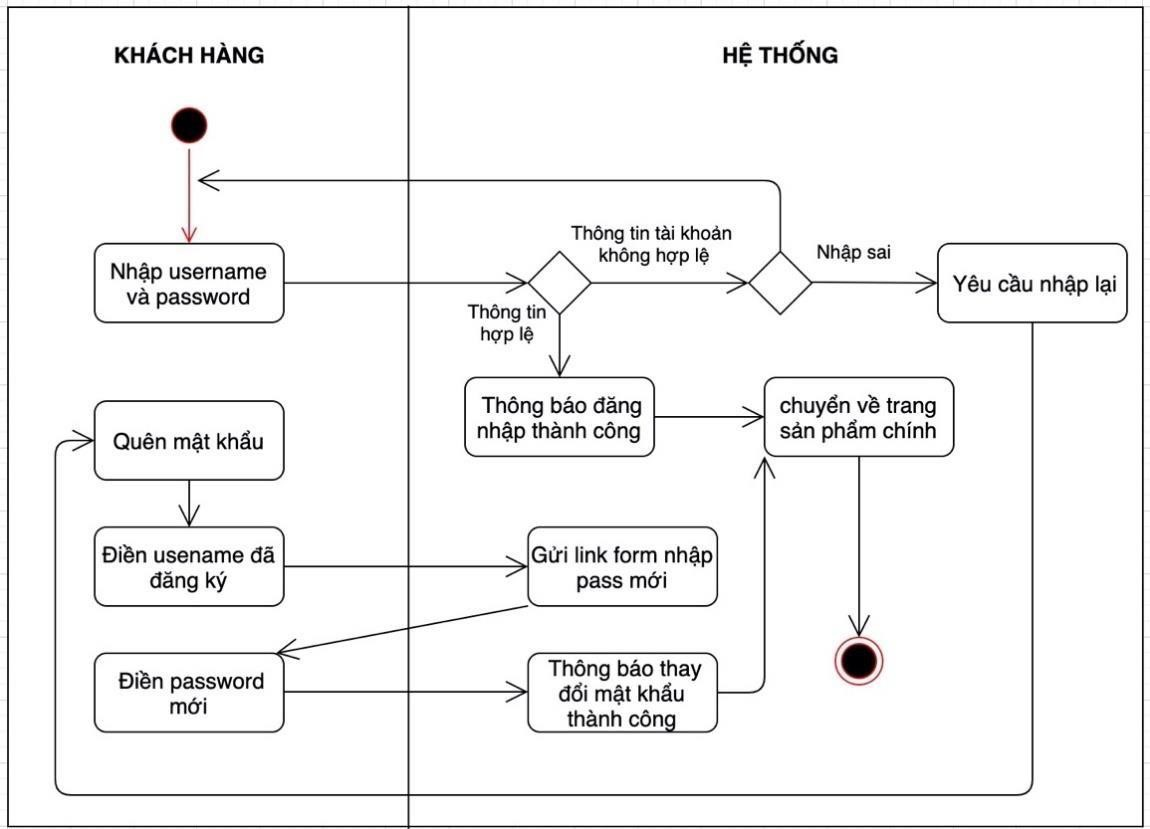 KHÁCH HÀNG
HỆ THỐNG
Thông tin tài khoản
không hợp lệ
Nhập sai
Nhập username
và password
Yêu cầu nhập lại
Thông tin
hợp lệ
Thông báo đăng
nhập thành công
chuyển về trang
sản phẩm chính
Quên mật khẩu
Điền usename đã
đăng ký
Gửi link form nhập
pass mới
Điền password
mới
Thông báo thay
đổi mật khẩu
thành công